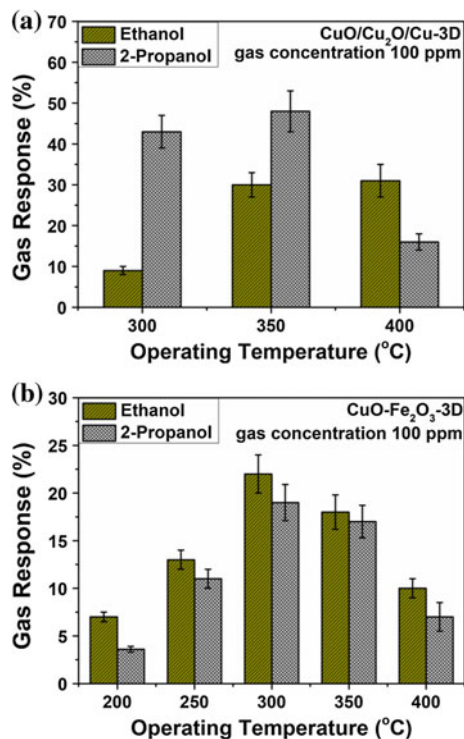 (a)
70
60
50
40
30
20
10
0
Gas Response (%)
Ethanol
2-Propanol
CuO/Cu₂O/Cu-3D
gas concentration 100 ppm
300 350 400
Operating Temperature (°C)
(b)
30
25
20
15
10
5
0
Gas Response (%)
Ethanol
2-Propanol
CuO-Fe₂O₃-3D
gas concentration 100 ppm
200 250 300 350 400
Operating Temperature (°C)